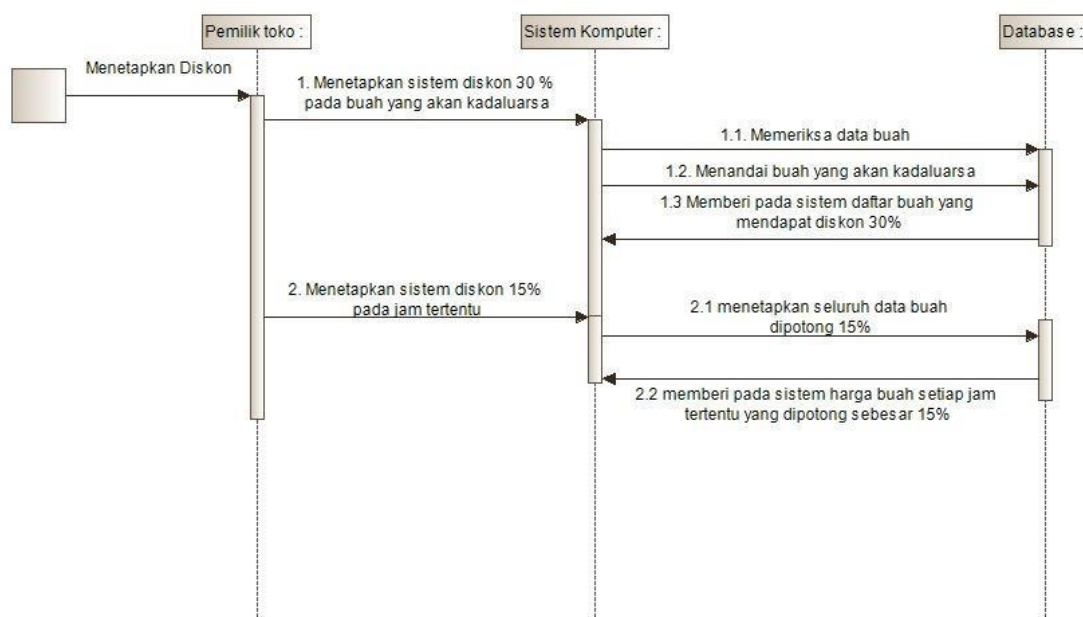 Pemilik toko :
Sistem Komputer :
Database :
Menetapkan Diskon
1. Menetapkan sistem diskon 30 %
pada buah yang akan kadaluarsa
1.1. Memeriksa data buah
1.2. Menandai buah yang akan kadaluarsa
1.3 Memberi pada sistem daftar buah yang
mendapat diskon 30%
2. Menetapkan sistem diskon 15%
pada jam tertentu
2.1 menetapkan seluruh data buah
dipotong 15%
2.2 memberi pada sistem harga buah setiap jam
tertentu yang dipotong sebesar 15%